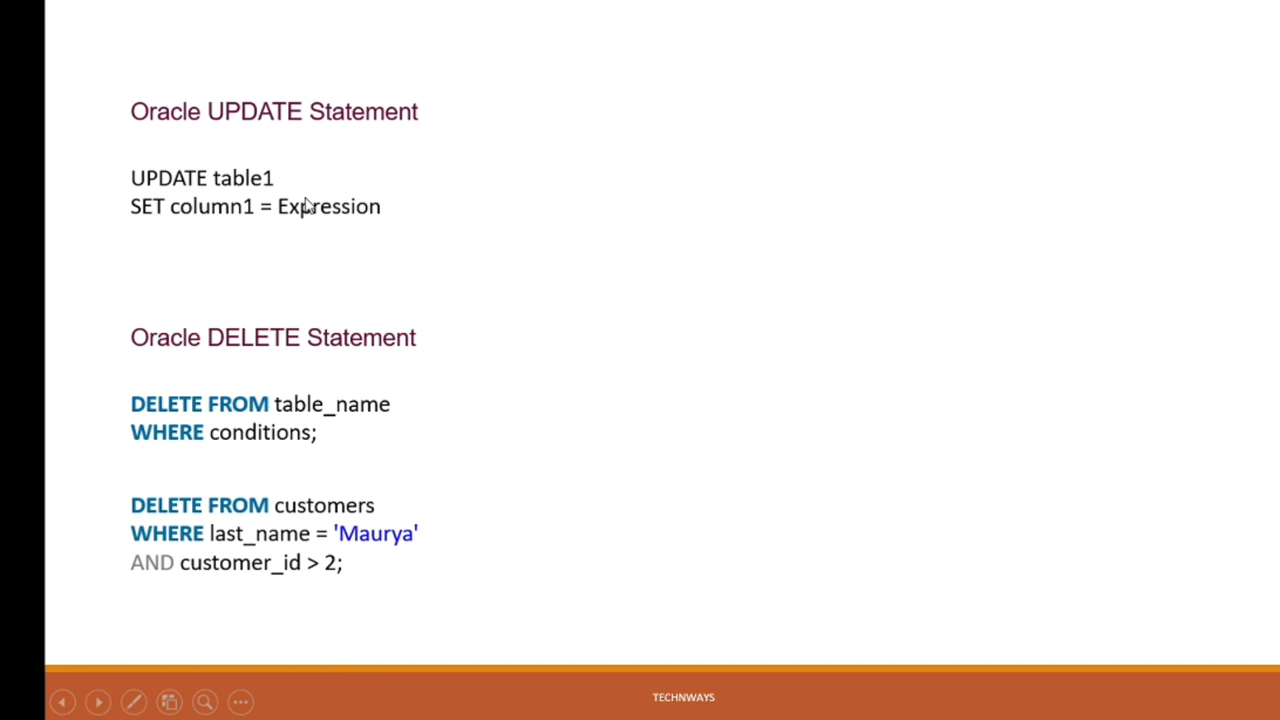 Oracle UPDATE Statement
UPDATE table1
SET column1 = Expression
Oracle DELETE Statement
DELETE FROM table_name
WHERE conditions;
DELETE FROM customers
WHERE last_name = 'Maurya'
AND customer_id > 2;
TECHNWAYS